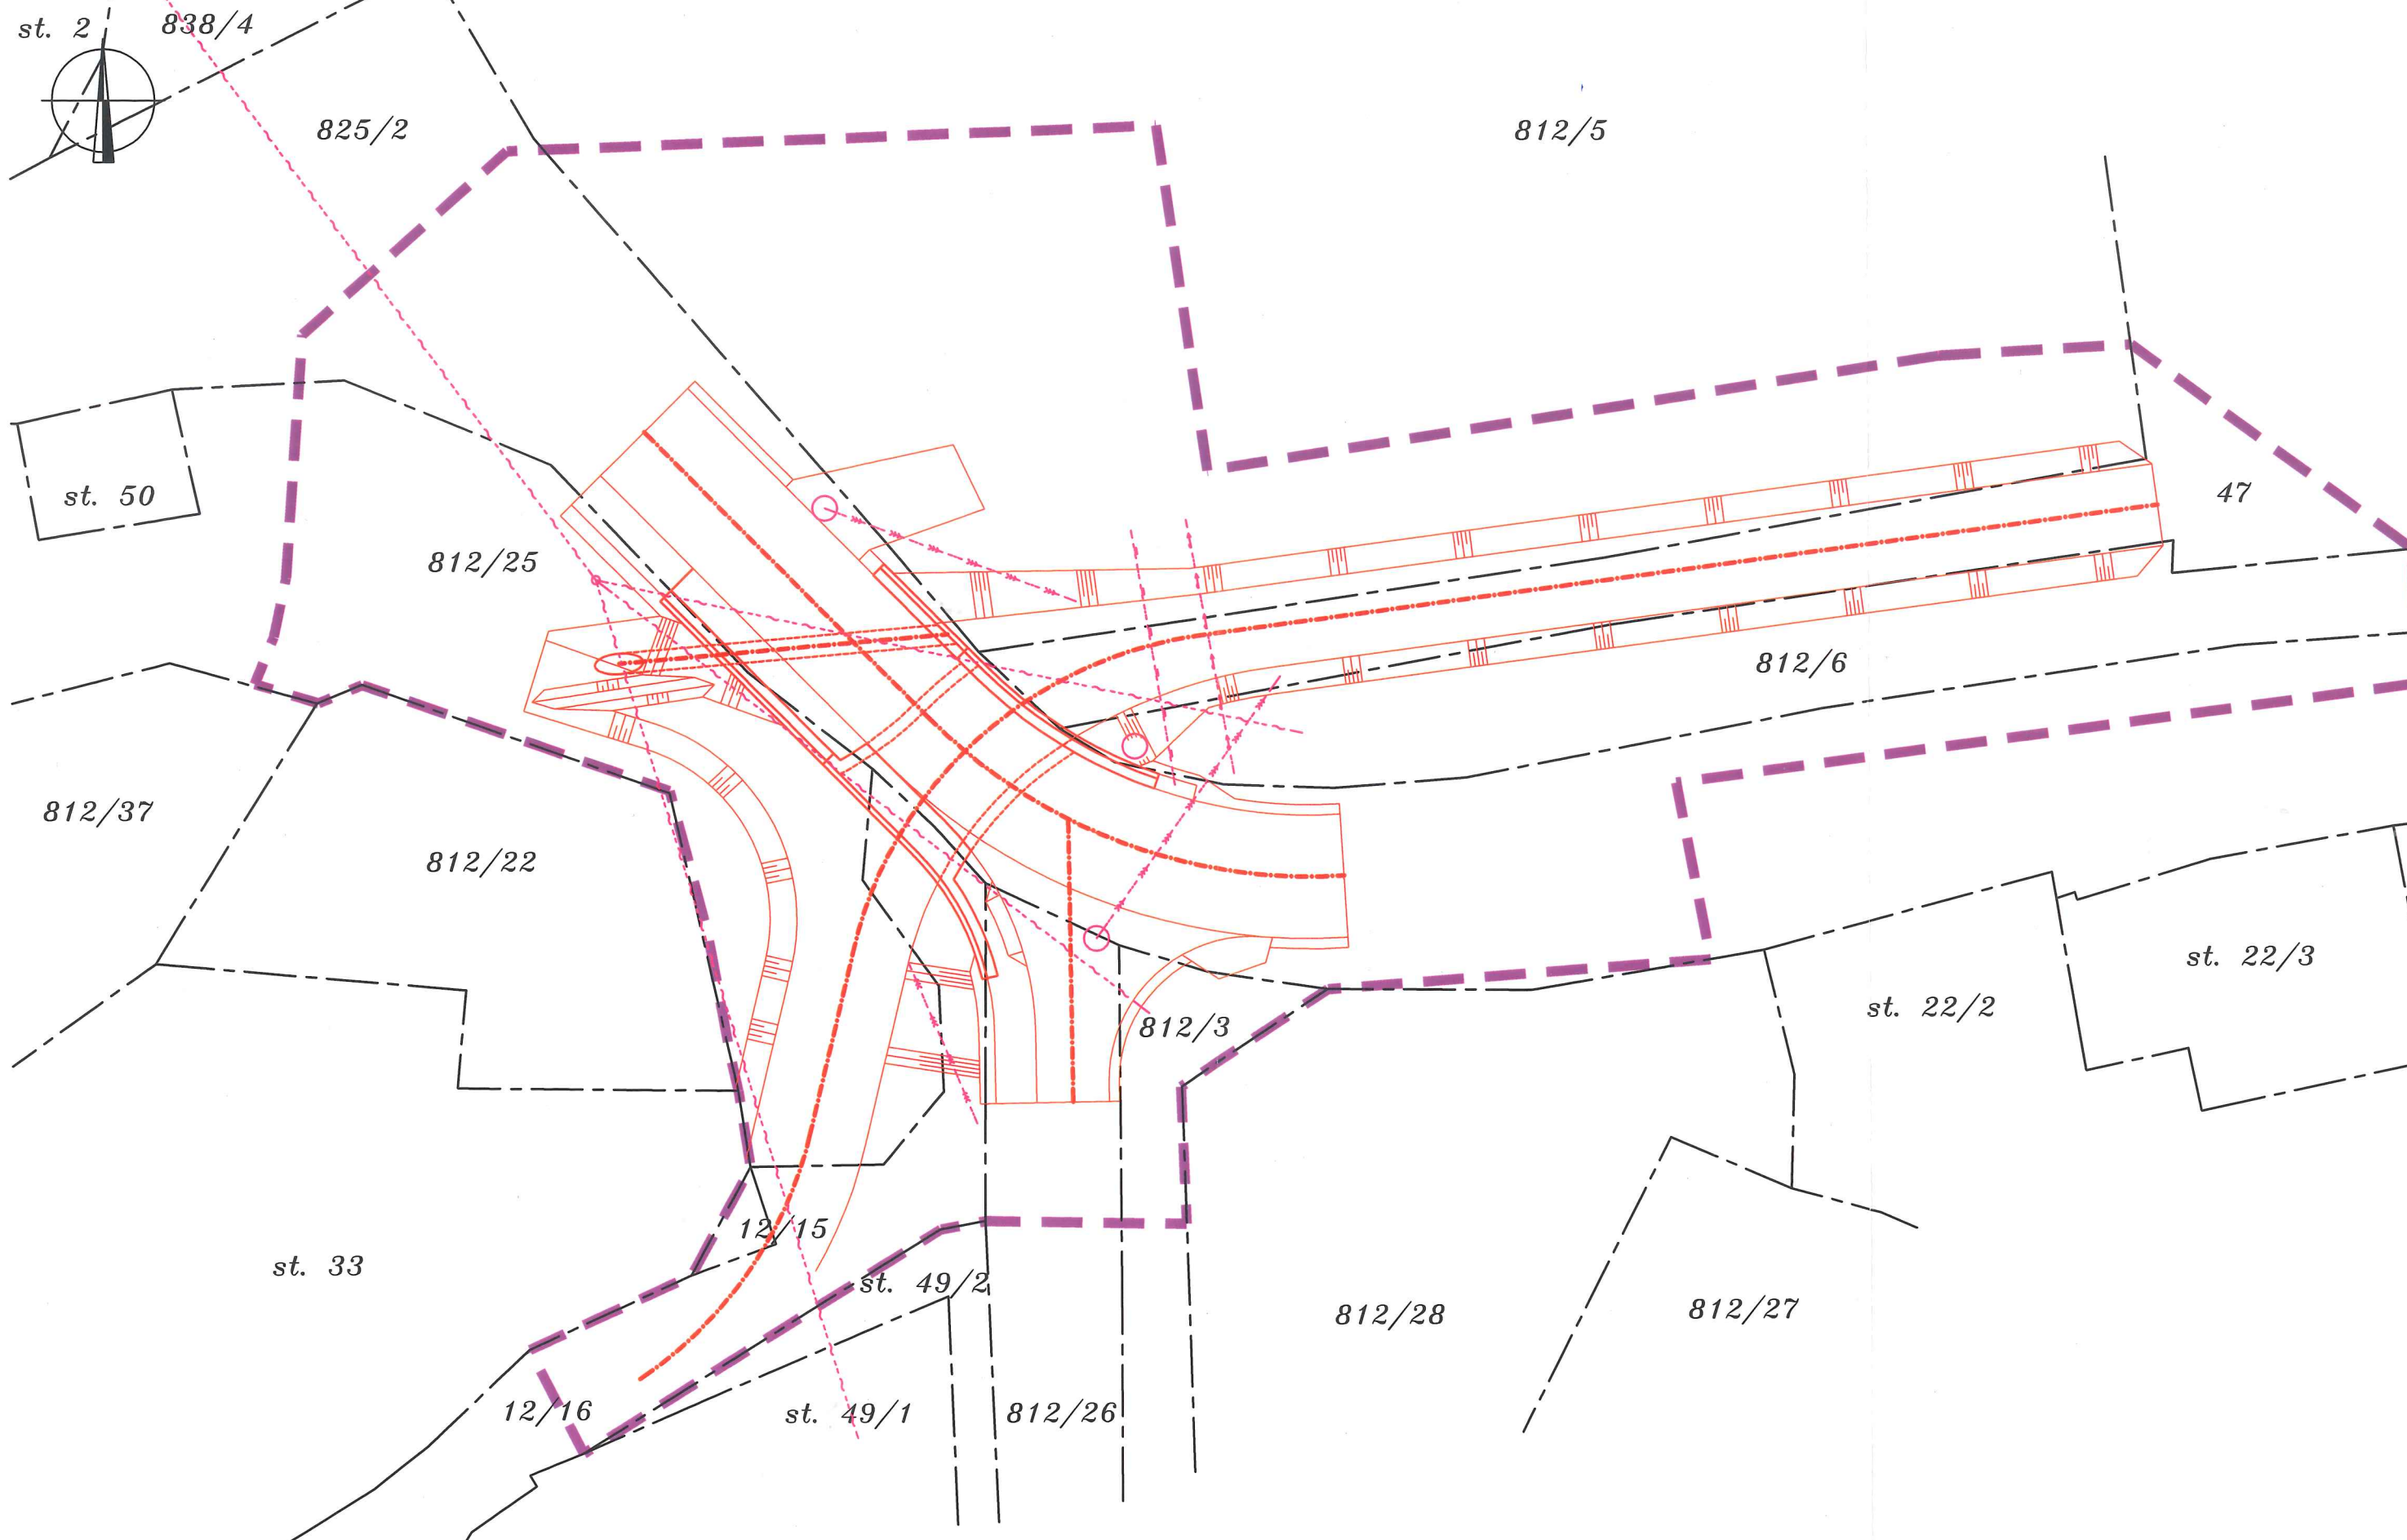 st. 2
838/4
825/2
812/5
st. 50
47
812/25
812/6
812/37
812/22
st. 22/3
st. 22/2
812/3
12/15
st. 33
st. 49/2
812/28
812/27
12/16
st. 49/1
812/26